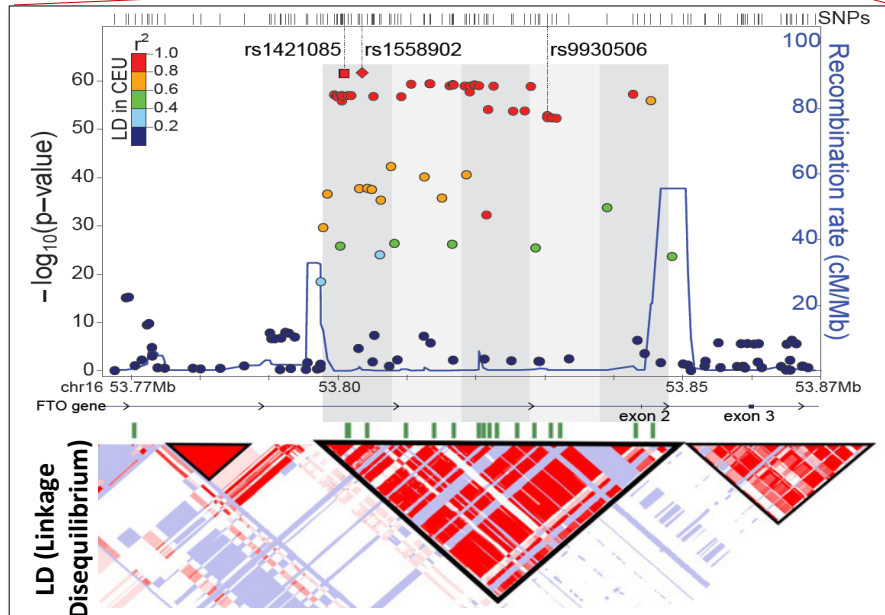 SNPs
r²
1.0
0.8
0.6
0.4
0.2
LD in CEU
rs1421085
rs1558902
rs9930506
100
80
60
40
20
Recombination rate (cM/Mb)
60
50
40
30
20
10
0
−log₁₀(p−value)
chr16 53.77Mb
53.80
53.85
53.87Mb
FTO gene
exon 2
exon 3
LD (Linkage
Disequilibrium)